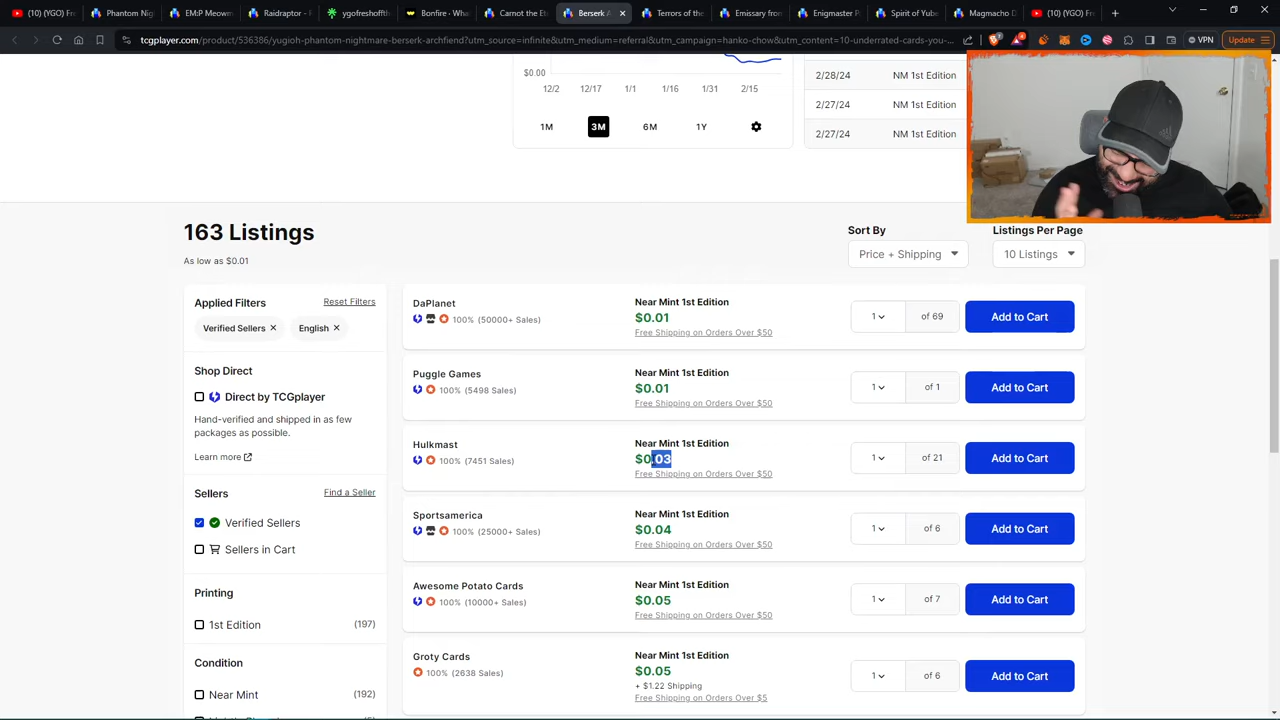 (10) (YGO)
Phantom Nig
EM:P Meowm
Raidraptor - F
ygofreshoffth
Bonfire - Wha
Carnot the Et
Berserk A
Terrors of the
Emissary from
Enigmaster P
Spirit of Yube
Magmacho D
(10) (YGO) F
tcgplayer.com/product/536386/yugioh-phantom-nightmare-berserk-archfiend?utm_source=infinite&utm_medium=referral&utm_campaign=hanko-chow&utm_content=10-underrated-cards-you-...
VPN
Update
$0.00
12/2 12/17 1/1 1/16 1/31 2/15
1M 3M 6M 1Y
2/28/24 NM 1st Edition
2/27/24 NM 1st Edition
2/27/24 NM 1st Edition
163 Listings
As low as $0.01
Sort By
Price + Shipping
Listings Per Page
10 Listings
Applied Filters Reset Filters
Verified Sellers English
Shop Direct
Direct by TCGplayer
Hand-verified and shipped in as few
packages as possible.
Learn more
Sellers Find a Seller
Verified Sellers
Sellers in Cart
Printing
1st Edition (197)
Condition
Near Mint (192)
DaPlanet
100% (50000+ Sales)
Near Mint 1st Edition
$0.01
Free Shipping on Orders Over $50
1 of 69 Add to Cart
Puggle Games
100% (5498 Sales)
Near Mint 1st Edition
$0.01
Free Shipping on Orders Over $50
1 of 1 Add to Cart
Hulkmast
100% (7451 Sales)
Near Mint 1st Edition
$0.03
Free Shipping on Orders Over $50
1 of 21 Add to Cart
Sportsamerica
100% (25000+ Sales)
Near Mint 1st Edition
$0.04
Free Shipping on Orders Over $50
1 of 6 Add to Cart
Awesome Potato Cards
100% (10000+ Sales)
Near Mint 1st Edition
$0.05
Free Shipping on Orders Over $50
1 of 7 Add to Cart
Groty Cards
100% (2638 Sales)
Near Mint 1st Edition
$0.05
+ $1.22 Shipping
Free Shipping on Orders Over $5
1 of 6 Add to Cart